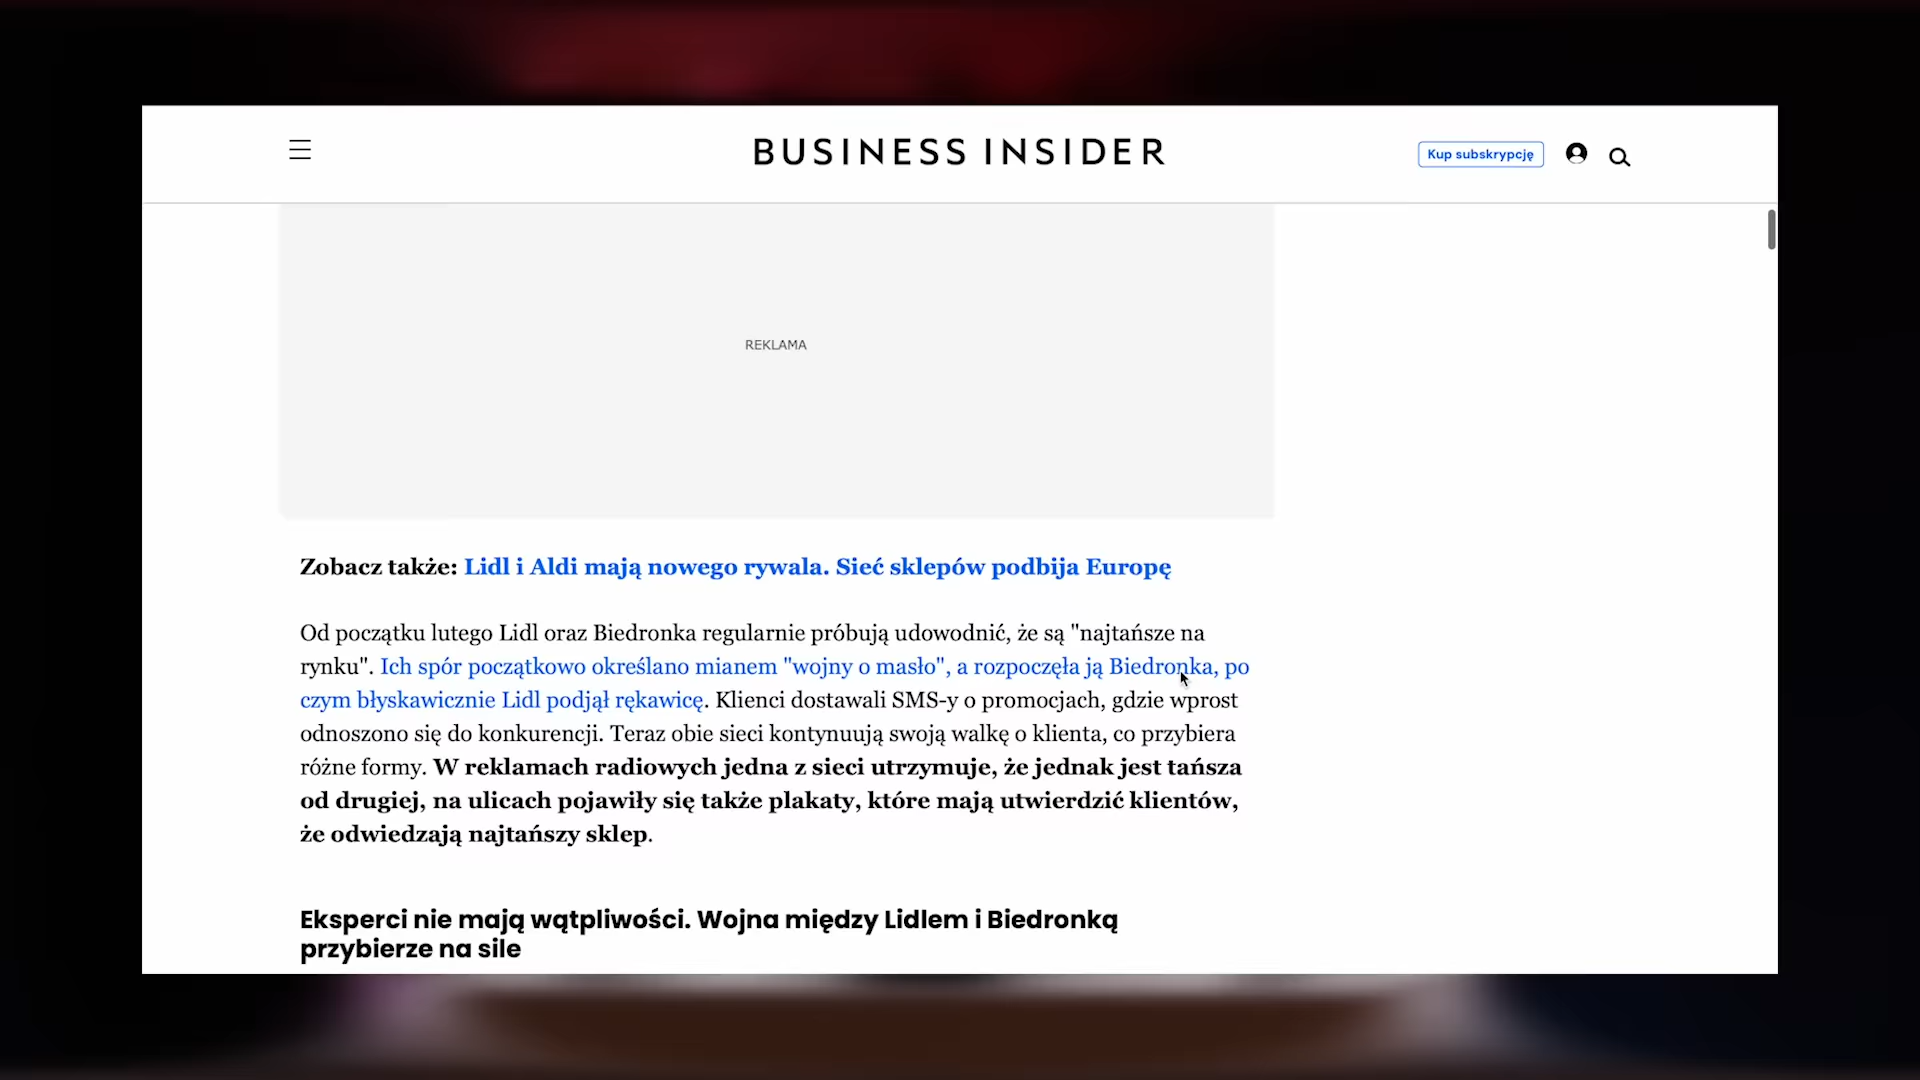 BUSINESS INSIDER
Kup subskrypcję
REKLAMA
Zobacz także: Lidl i Aldi mają nowego rywala. Sieć sklepów podbija Europę
Od początku lutego Lidl oraz Biedronka regularnie próbują udowodnić, że są "najtańsze na
rynku". Ich spór początkowo określano mianem "wojny o masło", a rozpoczęła ją Biedronka, po
czym błyskawicznie Lidl podjął rękawicę. Klienci dostawali SMS-y o promocjach, gdzie wprost
odnoszono się do konkurencji. Teraz obie sieci kontynuują swoją walkę o klienta, co przybiera
różne formy. W reklamach radiowych jedna z sieci utrzymuje, że jednak jest tańsza
od drugiej, na ulicach pojawiły się także plakaty, które mają utwierdzić klientów,
że odwiedzają najtańszy sklep.
Eksperci nie mają wątpliwości. Wojna między Lidlem i Biedronką
przybierze na sile